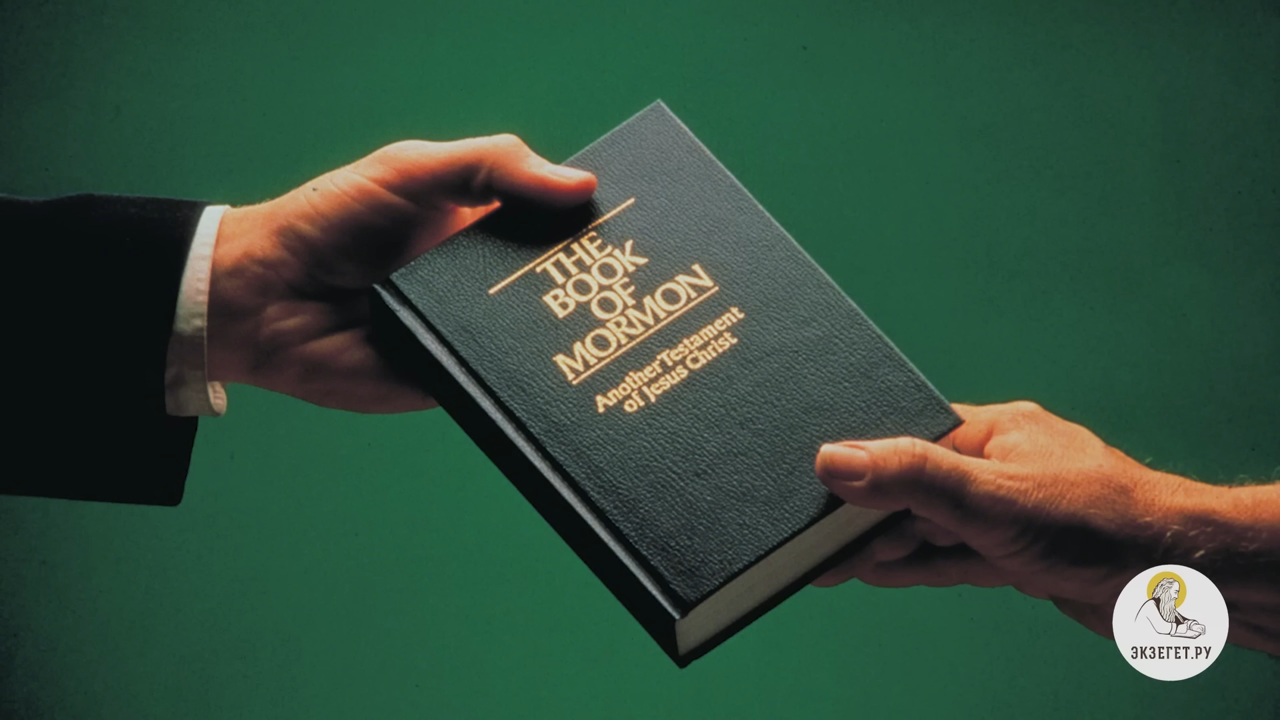 THE
BOOK
OF
MORMON
Another Testament
of Jesus Christ
ЭКЗЕГЕТ.РУ